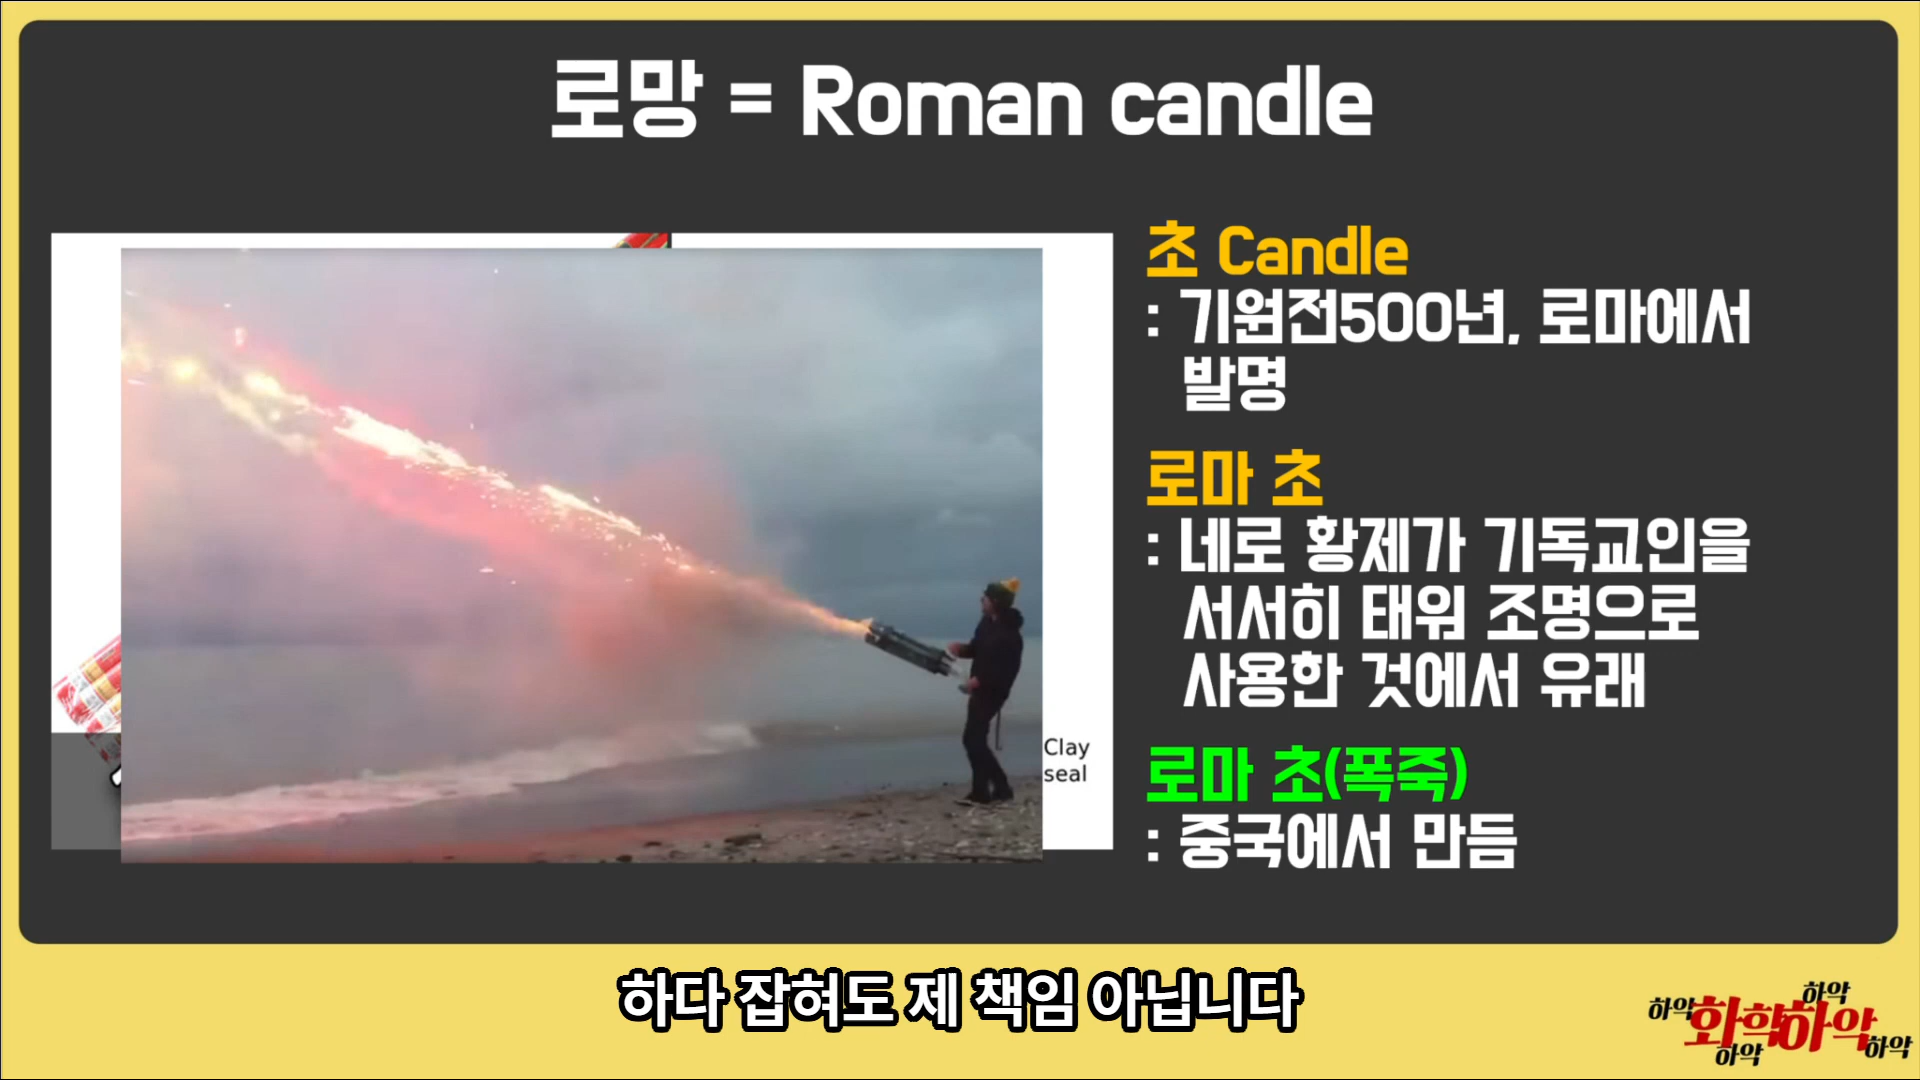 로망 = Roman candle
초 Candle
: 기원전500년, 로마에서
발명
로마 초
: 네로 황제가 기독교인을
서서히 태워 조명으로
사용한 것에서 유래
로마 초(폭죽)
: 중국에서 만듬
Clay
seal
하다 잡혀도 제 책임 아닙니다
하악 화학하악 하악
하악 하악